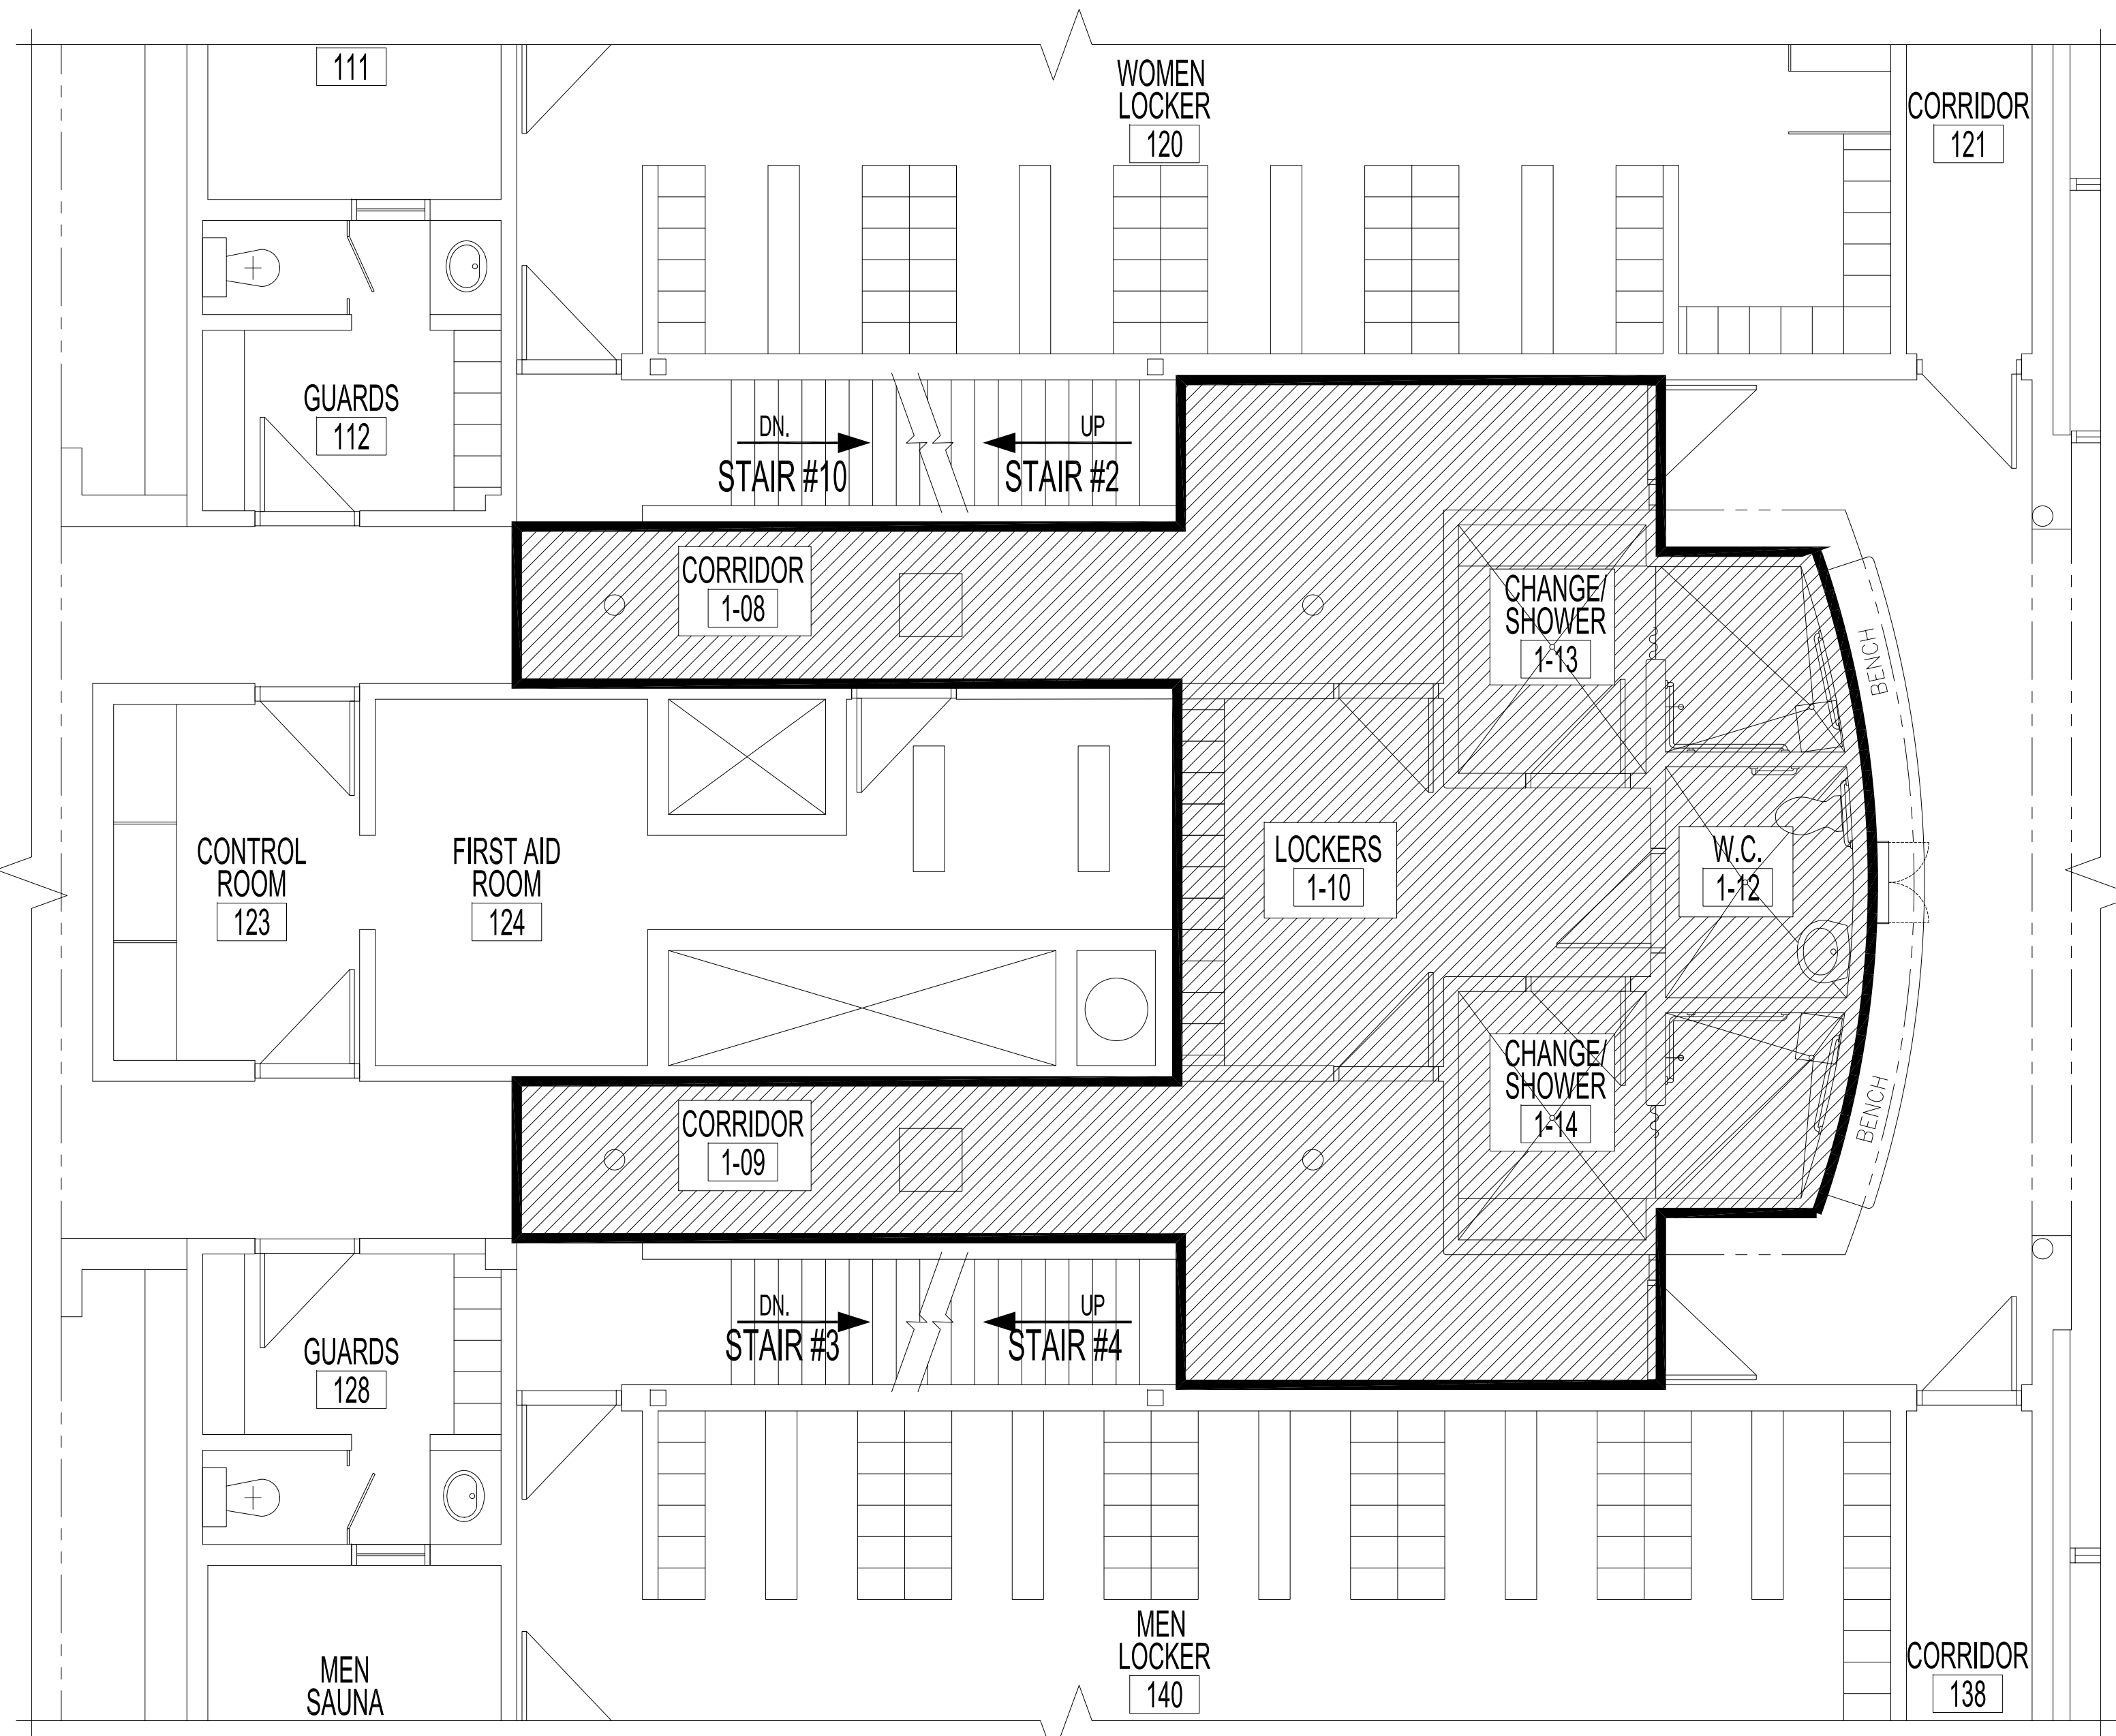 111
WOMEN
LOCKER
120
CORRIDOR
121
GUARDS
112
DN.
STAIR #10
UP
STAIR #2
CORRIDOR
1-08
CHANGE/
SHOWER
1-13
BENCH
CONTROL
ROOM
123
FIRST AID
ROOM
124
LOCKERS
1-10
W.C.
1-12
CHANGE/
SHOWER
1-14
BENCH
CORRIDOR
1-09
DN.
STAIR #3
UP
STAIR #4
GUARDS
128
MEN
SAUNA
MEN
LOCKER
140
CORRIDOR
138